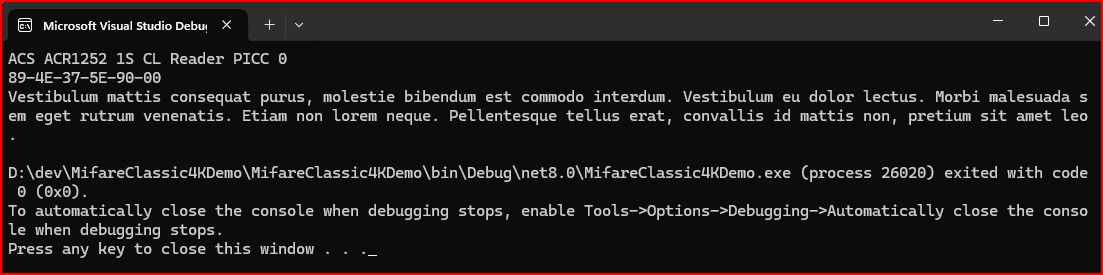 Microsoft Visual Studio Debug
ACS ACR1252 1S CL Reader PICC 0
89-4E-37-5E-90-00
Vestibulum mattis consequat purus, molestie bibendum est commodo interdum. Vestibulum eu dolor lectus. Morbi malesuada s
em eget rutrum venenatis. Etiam non lorem neque. Pellentesque tellus erat, convallis id mattis non, pretium sit amet leo
.
D:\dev\MifareClassic4KDemo\MifareClassic4KDemo\bin\Debug\net8.0\MifareClassic4KDemo.exe (process 26020) exited with code
 0 (0x0).
To automatically close the console when debugging stops, enable Tools->Options->Debugging->Automatically close the conso
le when debugging stops.
Press any key to close this window . . ._